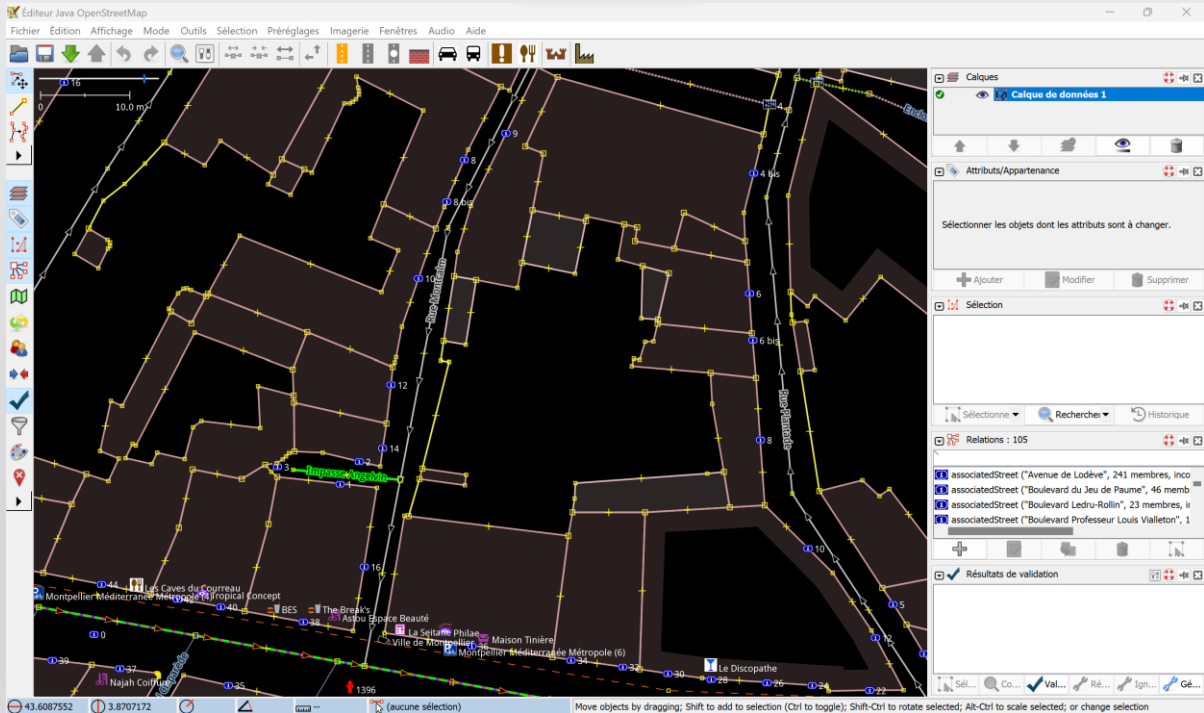 Éditeur Java OpenStreetMap
Fichier Édition Affichage Mode Outils Sélection Préréglages Imagerie Fenêtres Audio Aide
16
0
10.0 m
9
8
8 bis
10
Rue Montcalm
12
14
2
3
Impasse Angelvin
4 bis
6
6 bis
Rue Plantade
8
10
16
5
12
44
Les Caves du Courreau
Montpellier Méditerranée Métropole (4)
Tropical Concept
40
BES
The Break's
38
Astou Espace Beauté
La Seitane Philae
Ville de Montpellier
Maison Tinière
36
Montpellier Méditerranée Métropole (6)
34
32
30
Le Discopathe
28
26
24
22
0
39
37
Najah Coiffure
35
1396
Calques
Calque de données 1
Attributs/Appartenance
Sélectionner les objets dont les attributs sont à changer.
Ajouter Modifier Supprimer
Sélection
Sélectionne Rechercher Historique
Relations : 105
associatedStreet ("Avenue de Lodève", 241 membres, inco
associatedStreet ("Boulevard du Jeu de Paume", 46 memb
associatedStreet ("Boulevard Ledru-Rollin", 23 membres, i
associatedStreet ("Boulevard Professeur Louis Vialleton", 1
Résultats de validation
Sél... Co... Val... Ré... Ign... Gé...
43.6087552 3.8707172 -- (aucune sélection) Move objects by dragging; Shift to add to selection (Ctrl to toggle); Shift-Ctrl to rotate selected; Alt-Ctrl to scale selected; or change selection